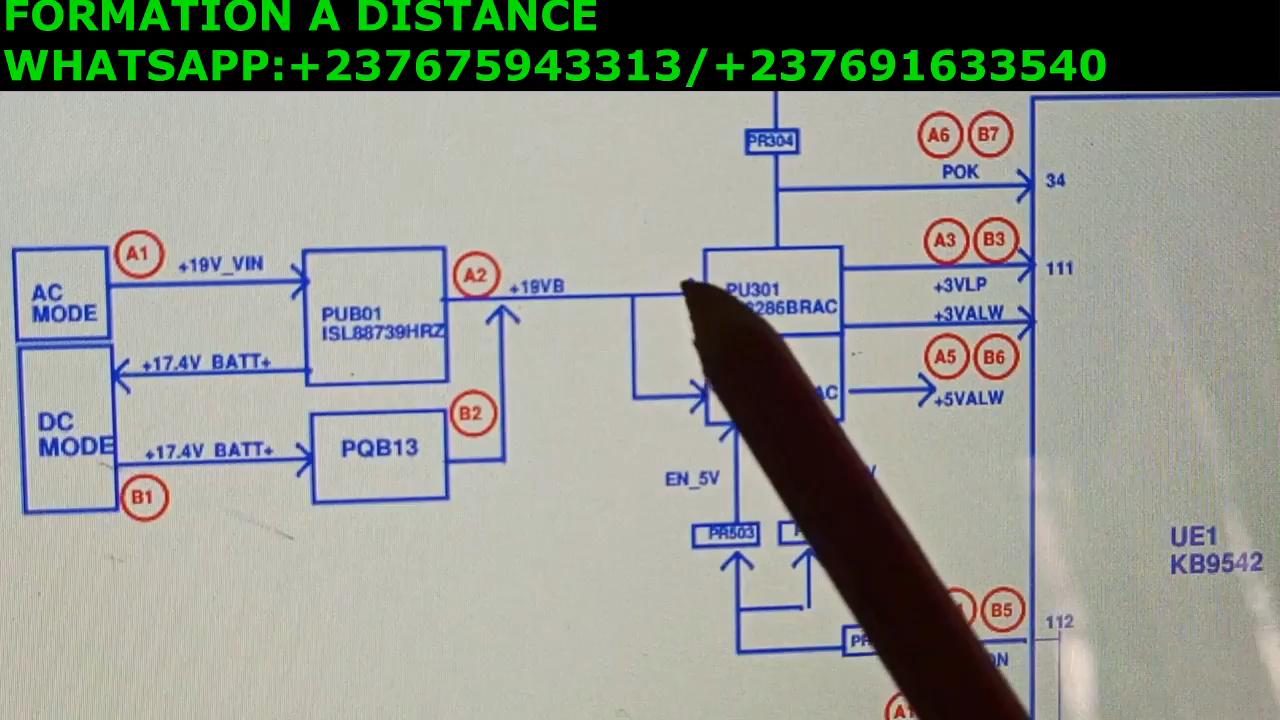 FORMATION A DISTANCE
WHATSAPP:+237675943313/+237691633540
PR304
A6 B7
POK
34
A1
+19V_VIN
A2
+19VB
A3 B3
111
+3VLP
+3VALW
AC
MODE
PUB01
ISL88739HRZ
PU301
286BRAC
+17.4V BATT+
A5 B6
+5VALW
AC
DC
MODE
B2
PQB13
+17.4V BATT+
B1
EN_5V
PR503
UE1
KB9542
B5
112